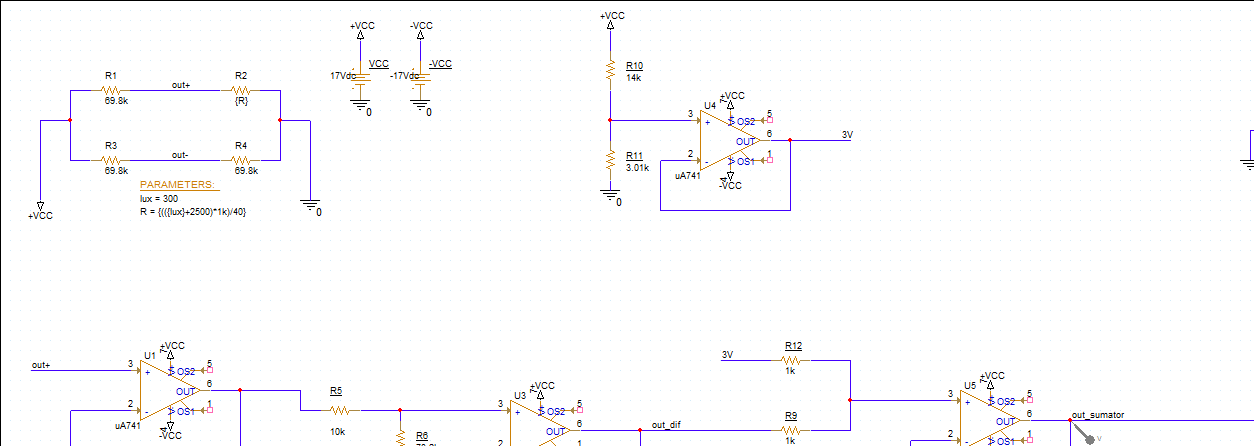 +VCC
-VCC
+VCC
VCC
-VCC
17Vdc
-17Vdc
0
0
R1
out+
R2
69.8k
{R}
R3
out-
R4
69.8k
69.8k
PARAMETERS:
lux = 300
R = {(({lux}+2500)*1k)/40}
+VCC
0
R10
14k
U4
+VCC
7
3
+
OS2
5
6
OUT
3V
2
-
OS1
1
uA741
4
-VCC
R11
3.01k
0
out+
U1
+VCC
7
3
+
OS2
5
6
OUT
2
-
OS1
1
uA741
4
-VCC
R5
10k
R6
U3
+VCC
7
3
+
OS2
5
6
OUT
2
OS1
1
out_dif
3V
R12
1k
R9
1k
U5
+VCC
7
3
+
OS2
5
6
OUT
2
-
OS1
1
out_sumator
V